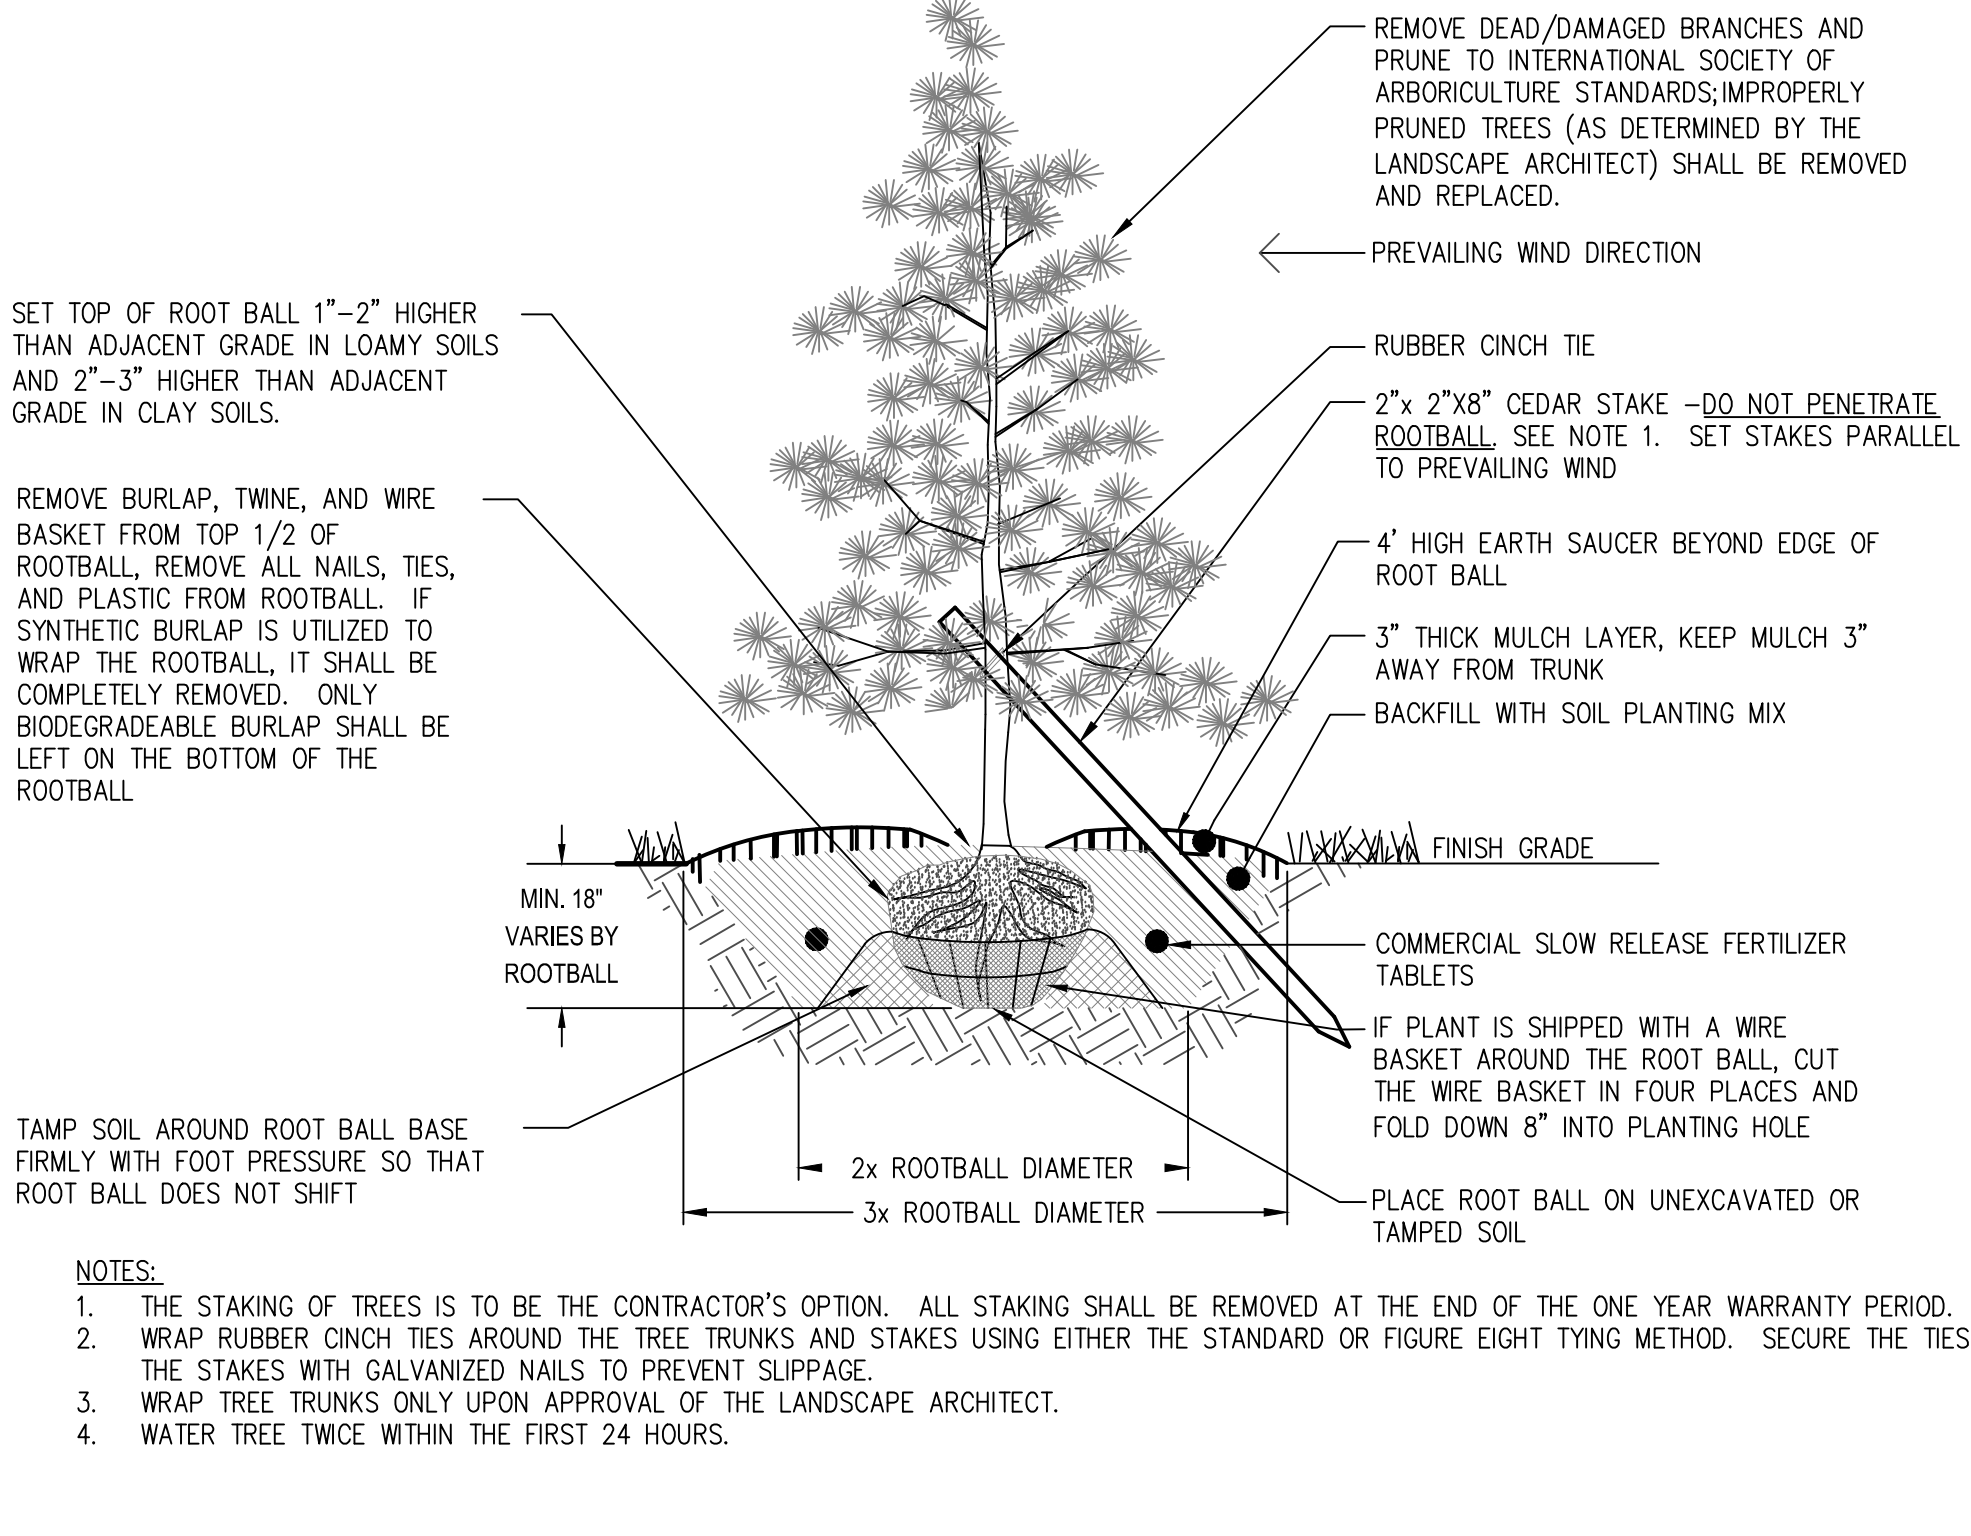 REMOVE DEAD/DAMAGED BRANCHES AND
PRUNE TO INTERNATIONAL SOCIETY OF
ARBORICULTURE STANDARDS;IMPROPERLY
PRUNED TREES (AS DETERMINED BY THE
LANDSCAPE ARCHITECT) SHALL BE REMOVED
AND REPLACED.
PREVAILING WIND DIRECTION
SET TOP OF ROOT BALL 1"-2" HIGHER
THAN ADJACENT GRADE IN LOAMY SOILS
AND 2"-3" HIGHER THAN ADJACENT
GRADE IN CLAY SOILS.
RUBBER CINCH TIE
2"x 2"X8" CEDAR STAKE -DO NOT PENETRATE
ROOTBALL. SEE NOTE 1. SET STAKES PARALLEL
TO PREVAILING WIND
REMOVE BURLAP, TWINE, AND WIRE
BASKET FROM TOP 1/2 OF
ROOTBALL, REMOVE ALL NAILS, TIES,
AND PLASTIC FROM ROOTBALL. IF
SYNTHETIC BURLAP IS UTILIZED TO
WRAP THE ROOTBALL, IT SHALL BE
COMPLETELY REMOVED. ONLY
BIODEGRADEABLE BURLAP SHALL BE
LEFT ON THE BOTTOM OF THE
ROOTBALL
4' HIGH EARTH SAUCER BEYOND EDGE OF
ROOT BALL
3" THICK MULCH LAYER, KEEP MULCH 3"
AWAY FROM TRUNK
BACKFILL WITH SOIL PLANTING MIX
FINISH GRADE
MIN. 18"
VARIES BY
ROOTBALL
COMMERCIAL SLOW RELEASE FERTILIZER
TABLETS
IF PLANT IS SHIPPED WITH A WIRE
BASKET AROUND THE ROOT BALL, CUT
THE WIRE BASKET IN FOUR PLACES AND
FOLD DOWN 8" INTO PLANTING HOLE
TAMP SOIL AROUND ROOT BALL BASE
FIRMLY WITH FOOT PRESSURE SO THAT
ROOT BALL DOES NOT SHIFT
2x ROOTBALL DIAMETER
3x ROOTBALL DIAMETER
PLACE ROOT BALL ON UNEXCAVATED OR
TAMPED SOIL
NOTES:
1. THE STAKING OF TREES IS TO BE THE CONTRACTOR'S OPTION. ALL STAKING SHALL BE REMOVED AT THE END OF THE ONE YEAR WARRANTY PERIOD.
2. WRAP RUBBER CINCH TIES AROUND THE TREE TRUNKS AND STAKES USING EITHER THE STANDARD OR FIGURE EIGHT TYING METHOD. SECURE THE TIES
THE STAKES WITH GALVANIZED NAILS TO PREVENT SLIPPAGE.
3. WRAP TREE TRUNKS ONLY UPON APPROVAL OF THE LANDSCAPE ARCHITECT.
4. WATER TREE TWICE WITHIN THE FIRST 24 HOURS.